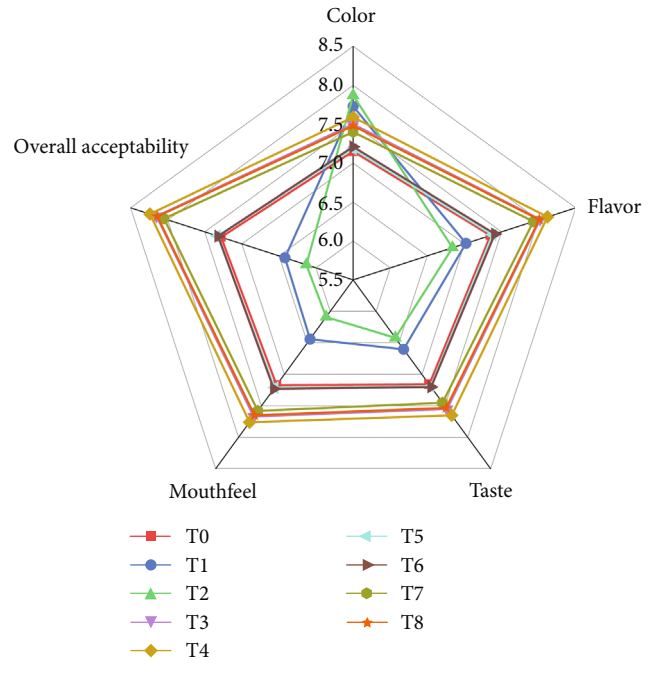 Color
8.5
8.0
7.5
7.0
6.5
6.0
5.5
Overall acceptability
Flavor
Mouthfeel
Taste
T0
T1
T2
T3
T4
T5
T6
T7
T8